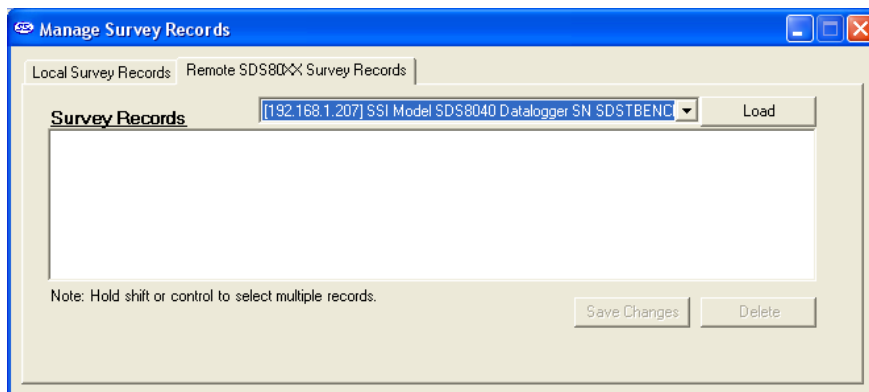 Manage Survey Records
Local Survey Records Remote SDS80XX Survey Records
Survey Records [192.168.1.207] SSI Model SDS8040 Datalogger SN SDSTBENC Load
Note: Hold shift or control to select multiple records.
Save Changes Delete